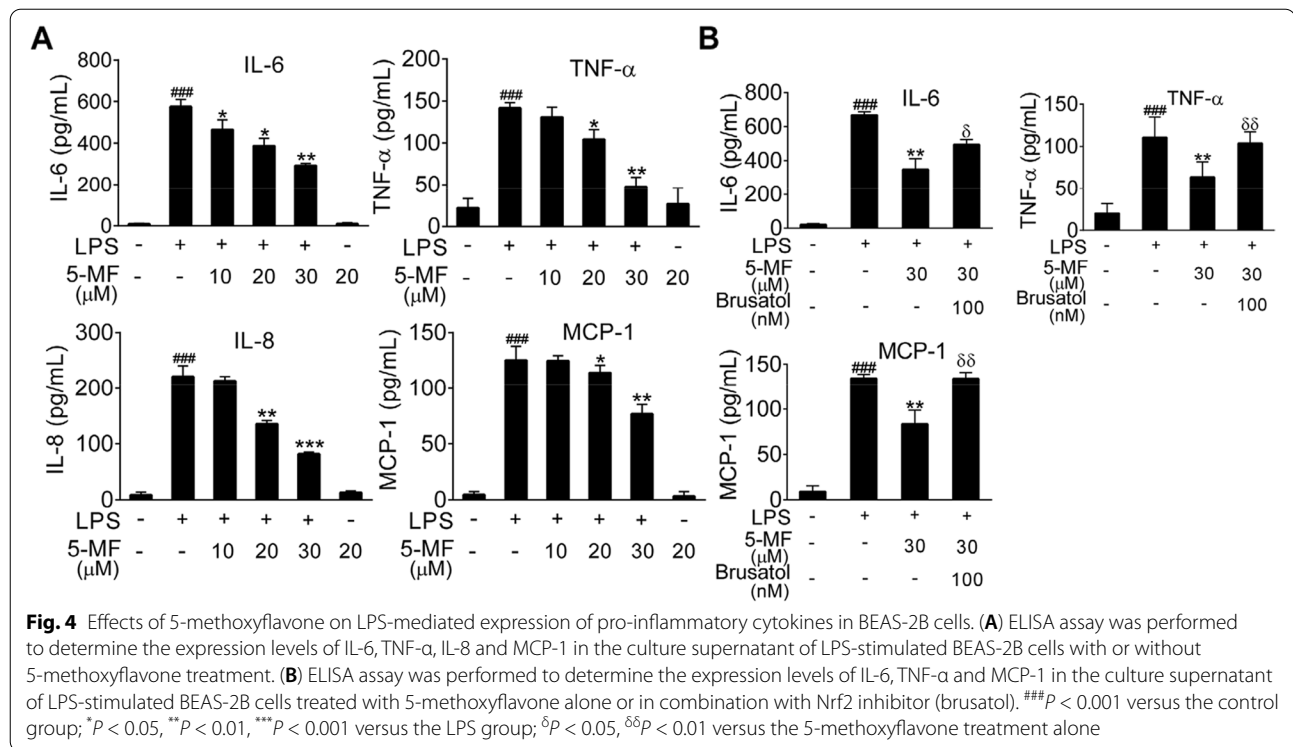 A
IL-6
IL-6 (pg/mL)
800
600
400
200
0
###
*
*
**
LPS - + + + + -
5-MF (μM) - - 10 20 30 20
TNF-α
TNF-α (pg/mL)
200
150
100
50
0
###
*
**
LPS - + + + + -
5-MF (μM) - - 10 20 30 20
IL-8
IL-8 (pg/mL)
300
200
100
0
###
**
***
LPS - + + + + -
5-MF (μM) - - 10 20 30 20
MCP-1
MCP-1 (pg/mL)
150
100
50
0
###
*
**
LPS - + + + + -
5-MF (μM) - - 10 20 30 20
B
IL-6
IL-6 (pg/mL)
800
600
400
200
0
###
**
δ
LPS - + + +
5-MF (μM) - - 30 30
Brusatol (nM) - - - 100
TNF-α
TNF-α (pg/mL)
150
100
50
0
###
**
δδ
LPS - + + +
5-MF (μM) - - 30 30
Brusatol (nM) - - - 100
MCP-1
MCP-1 (pg/mL)
150
100
50
0
###
**
δδ
LPS - + + +
5-MF (μM) - - 30 30
Brusatol (nM) - - - 100
Fig. 4 Effects of 5-methoxyflavone on LPS-mediated expression of pro-inflammatory cytokines in BEAS-2B cells. (A) ELISA assay was performed
to determine the expression levels of IL-6, TNF-α, IL-8 and MCP-1 in the culture supernatant of LPS-stimulated BEAS-2B cells with or without
5-methoxyflavone treatment. (B) ELISA assay was performed to determine the expression levels of IL-6, TNF-α and MCP-1 in the culture supernatant
of LPS-stimulated BEAS-2B cells treated with 5-methoxyflavone alone or in combination with Nrf2 inhibitor (brusatol). ###P < 0.001 versus the control
group; *P < 0.05, **P < 0.01, ***P < 0.001 versus the LPS group; δP < 0.05, δδP < 0.01 versus the 5-methoxyflavone treatment alone